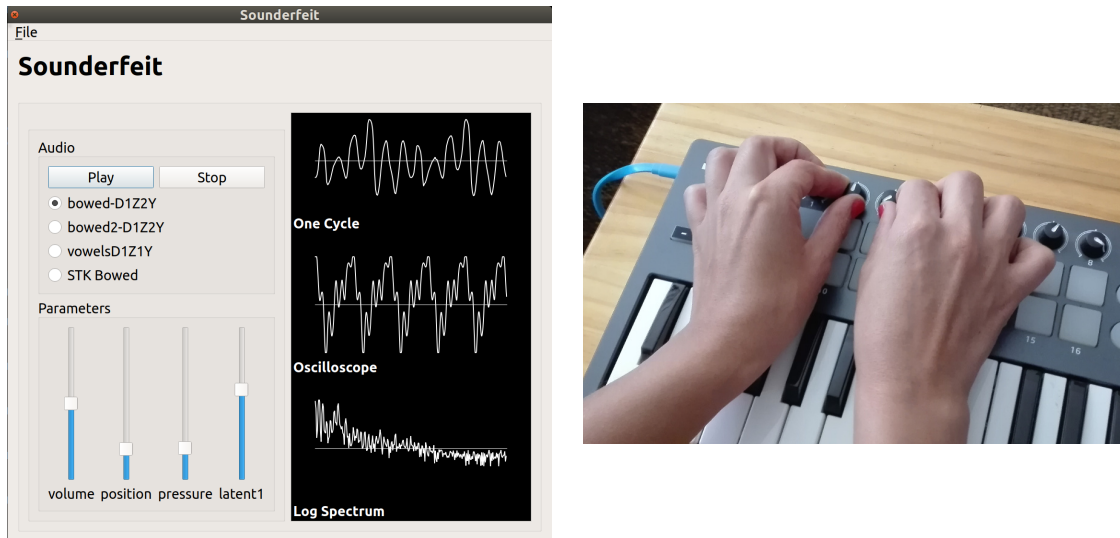 Sounderfeit
File
Sounderfeit
Audio
Play
Stop
bowed-D1Z2Y
bowed2-D1Z2Y
vowelsD1Z1Y
STK Bowed
Parameters
volume
position
pressure
latent1
One Cycle
Oscilloscope
Log Spectrum
8
15
16